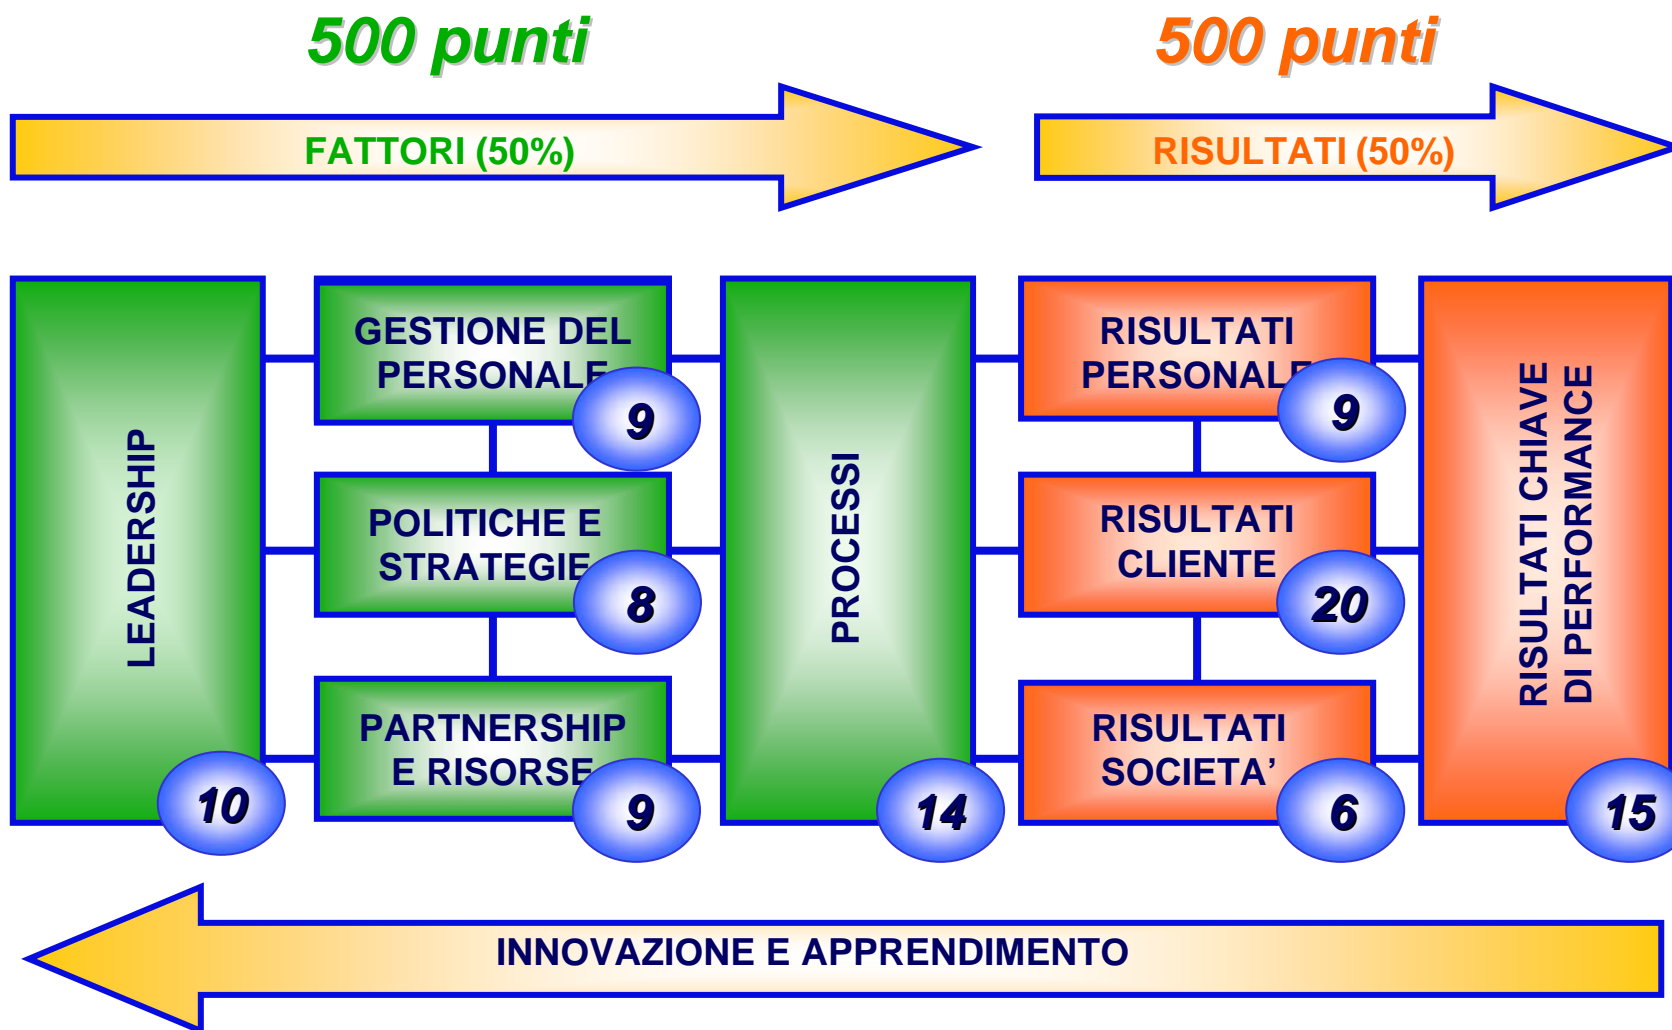 500 punti
500 punti
FATTORI (50%)
RISULTATI (50%)
LEADERSHIP
10
GESTIONE DEL
PERSONALE
9
POLITICHE E
STRATEGIE
8
PARTNERSHIP
E RISORSE
9
PROCESSI
14
RISULTATI
PERSONALE
9
RISULTATI
CLIENTE
20
RISULTATI
SOCIETA’
6
RISULTATI CHIAVE
DI PERFORMANCE
15
INNOVAZIONE E APPRENDIMENTO